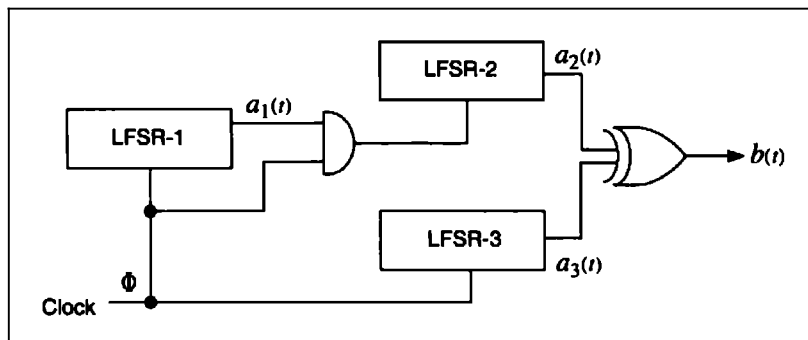 LFSR-2
a₂(t)
LFSR-1
a₁(t)
b(t)
LFSR-3
a₃(t)
Φ
Clock